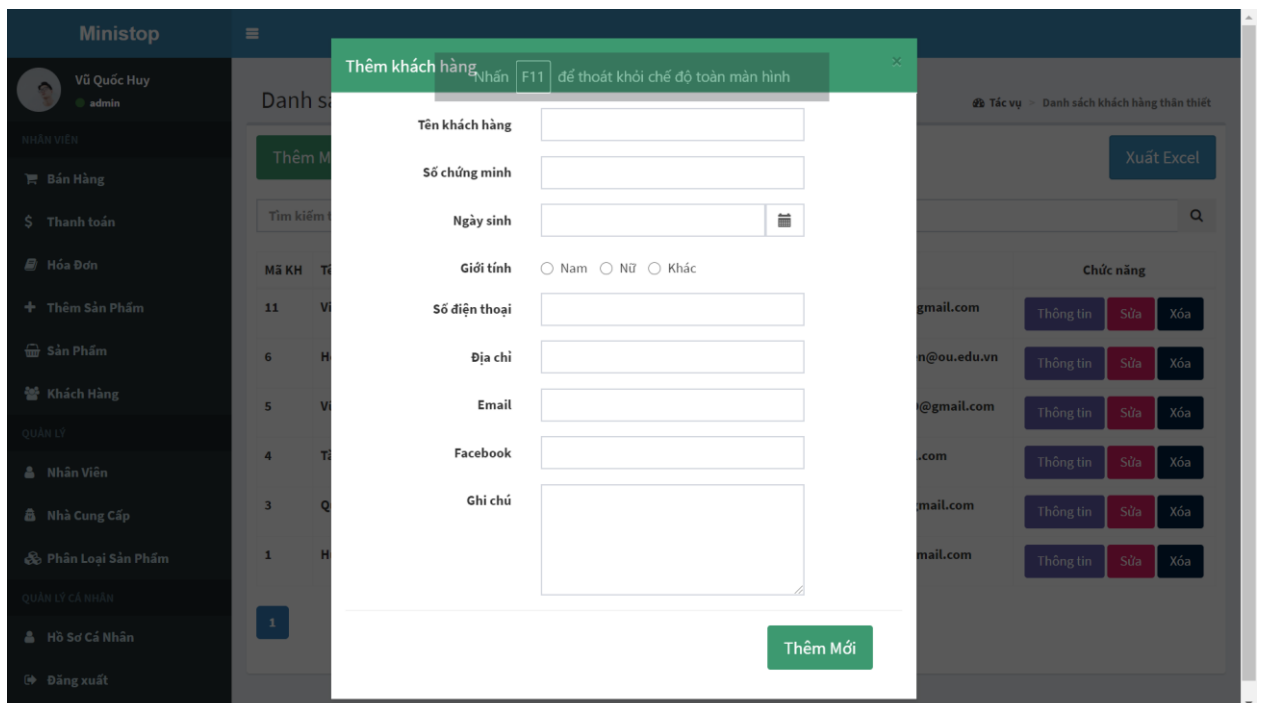 Ministop
Vũ Quốc Huy
admin
NHÂN VIÊN
Bán Hàng
Thanh toán
Hóa Đơn
Thêm Sản Phẩm
Sản Phẩm
Khách Hàng
QUẢN LÝ
Nhân Viên
Nhà Cung Cấp
Phân Loại Sản Phẩm
QUẢN LÝ CÁ NHÂN
Hồ Sơ Cá Nhân
Đăng xuất
Danh
Tác vụ > Danh sách khách hàng thân thiết
Thêm
Xuất Excel
Tìm kiếm
Mã KH Chức năng
11 gmail.com Thông tin Sửa Xóa
6 n@ou.edu.vn Thông tin Sửa Xóa
5 @gmail.com Thông tin Sửa Xóa
4 .com Thông tin Sửa Xóa
3 mail.com Thông tin Sửa Xóa
1 mail.com Thông tin Sửa Xóa
1
Thêm khách hàng ×
Nhấn F11 để thoát khỏi chế độ toàn màn hình
Tên khách hàng
Số chứng minh
Ngày sinh
Giới tính Nam Nữ Khác
Số điện thoại
Địa chỉ
Email
Facebook
Ghi chú
Thêm Mới